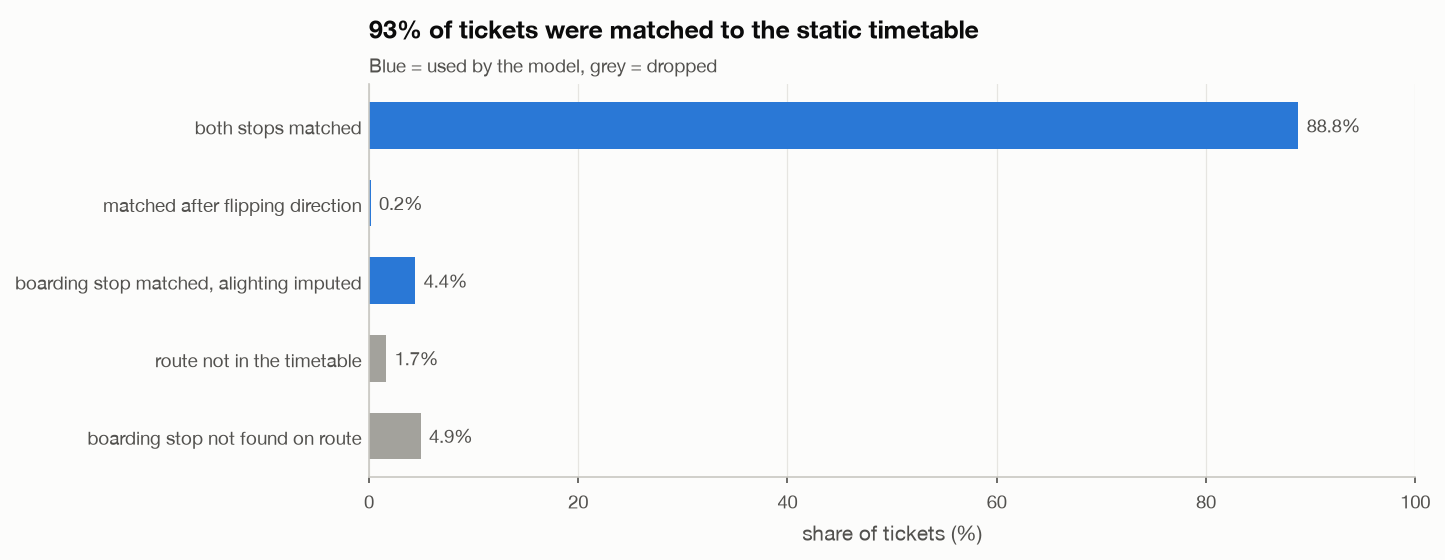 93% of tickets were matched to the static timetable
Blue = used by the model, grey = dropped
both stops matched
88.8%
matched after flipping direction
0.2%
boarding stop matched, alighting imputed
4.4%
route not in the timetable
1.7%
boarding stop not found on route
4.9%
0 20 40 60 80 100
share of tickets (%)